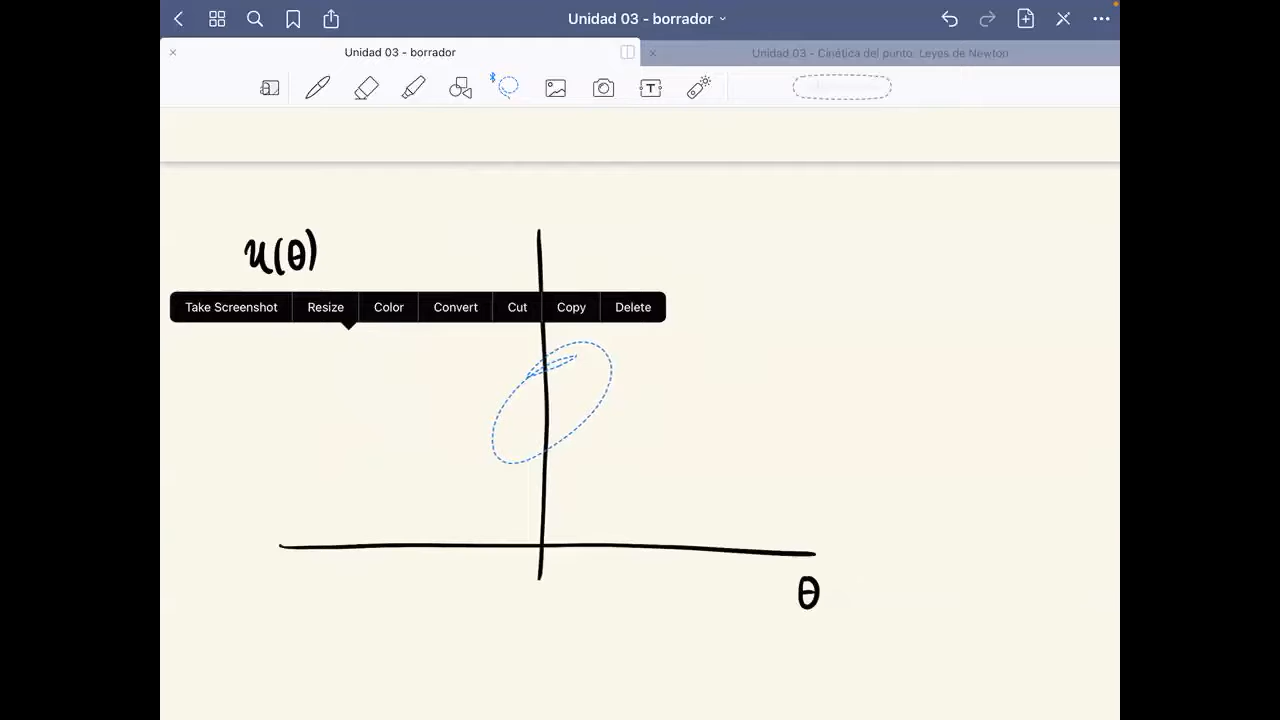 Unidad 03 - borrador
Unidad 03 - borrador
Unidad 03 - Cinética del punto. Leyes de Newton
T
u(θ)
Take Screenshot Resize Color Convert Cut Copy Delete
θ